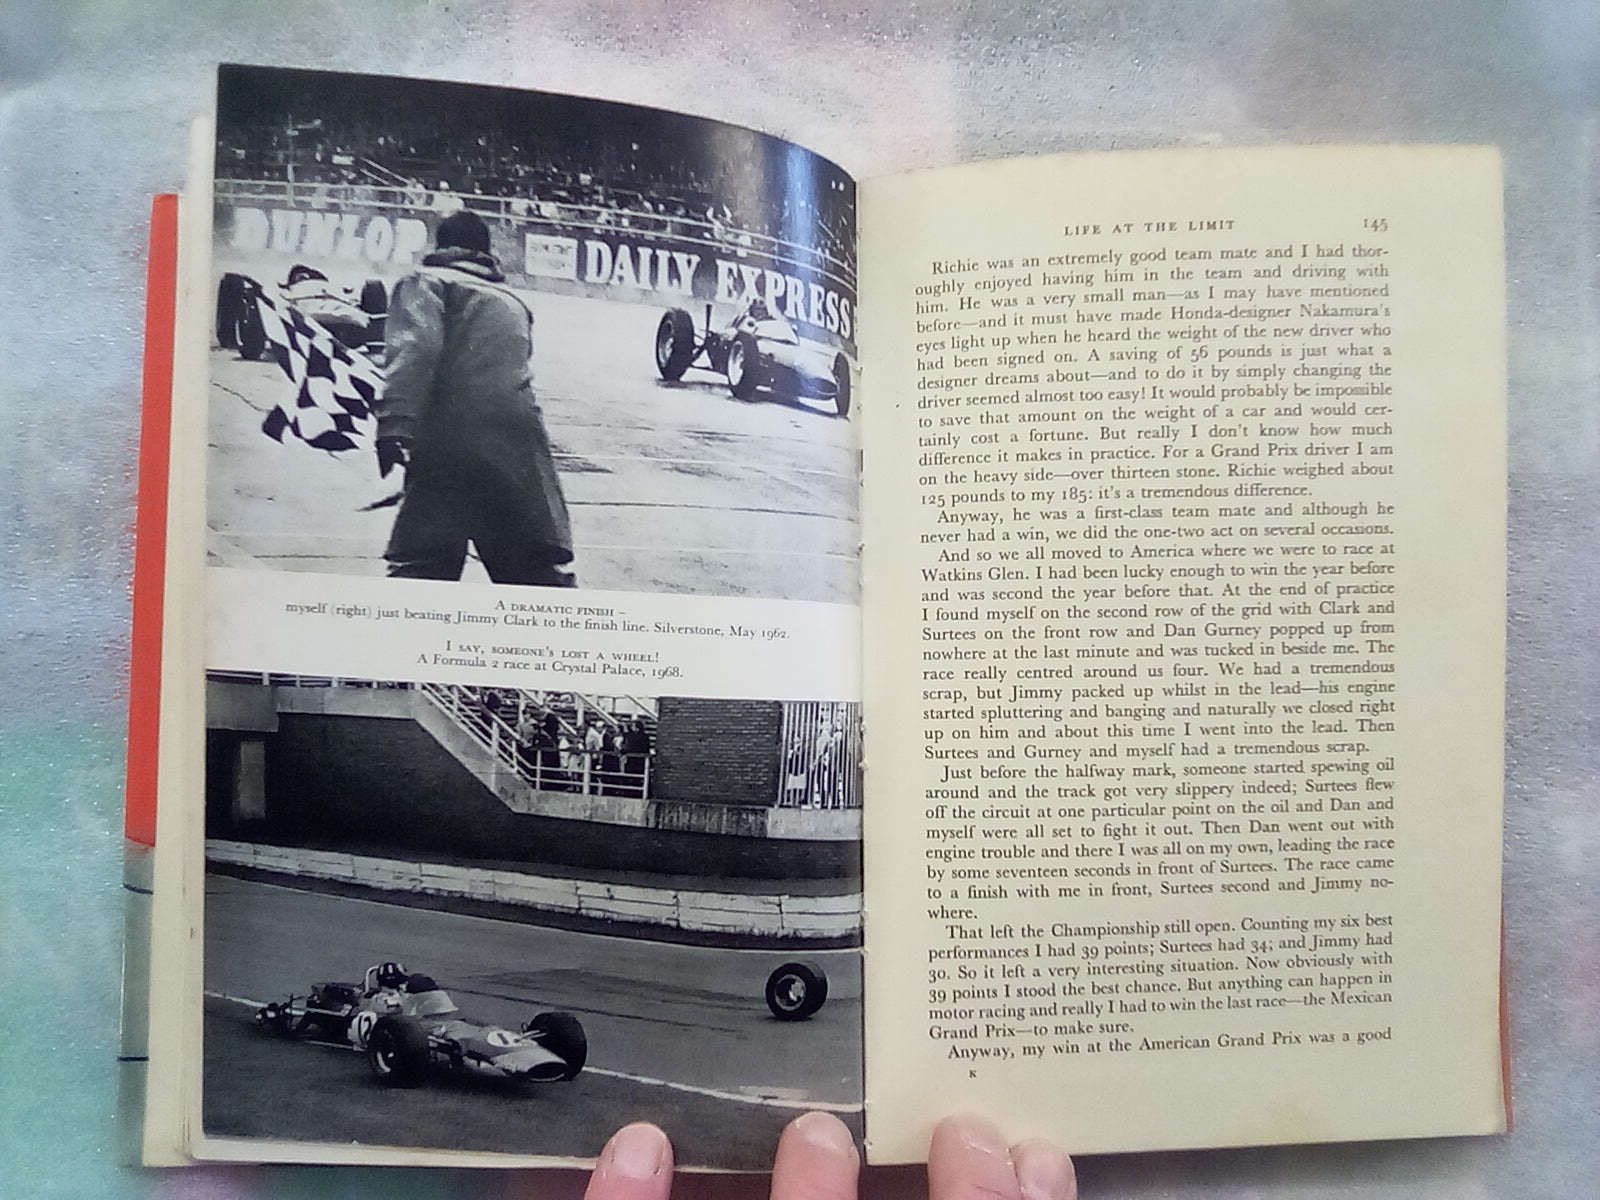 DUNLOP
DAILY EXPRESS
A DRAMATIC FINISH –
myself (right) just beating Jimmy Clark to the finish line. Silverstone, May 1962.
I SAY, SOMEONE'S LOST A WHEEL!
A Formula 2 race at Crystal Palace, 1968.
12
LIFE AT THE LIMIT 145
Richie was an extremely good team mate and I had thor-
oughly enjoyed having him in the team and driving with
him. He was a very small man—as I may have mentioned
before—and it must have made Honda-designer Nakamura's
eyes light up when he heard the weight of the new driver who
had been signed on. A saving of 56 pounds is just what a
designer dreams about—and to do it by simply changing the
driver seemed almost too easy! It would probably be impossible
to save that amount on the weight of a car and would cer-
tainly cost a fortune. But really I don't know how much
difference it makes in practice. For a Grand Prix driver I am
on the heavy side—over thirteen stone. Richie weighed about
125 pounds to my 185: it's a tremendous difference.
Anyway, he was a first-class team mate and although he
never had a win, we did the one-two act on several occasions.
And so we all moved to America where we were to race at
Watkins Glen. I had been lucky enough to win the year before
and was second the year before that. At the end of practice
I found myself on the second row of the grid with Clark and
Surtees on the front row and Dan Gurney popped up from
nowhere at the last minute and was tucked in beside me. The
race really centred around us four. We had a tremendous
scrap, but Jimmy packed up whilst in the lead—his engine
started spluttering and banging and naturally we closed right
up on him and about this time I went into the lead. Then
Surtees and Gurney and myself had a tremendous scrap.
Just before the halfway mark, someone started spewing oil
around and the track got very slippery indeed; Surtees flew
off the circuit at one particular point on the oil and Dan and
myself were all set to fight it out. Then Dan went out with
engine trouble and there I was all on my own, leading the race
by some seventeen seconds in front of Surtees. The race came
to a finish with me in front, Surtees second and Jimmy no-
where.
That left the Championship still open. Counting my six best
performances I had 39 points; Surtees had 34; and Jimmy had
30. So it left a very interesting situation. Now obviously with
39 points I stood the best chance. But anything can happen in
motor racing and really I had to win the last race—the Mexican
Grand Prix—to make sure.
Anyway, my win at the American Grand Prix was a good
K